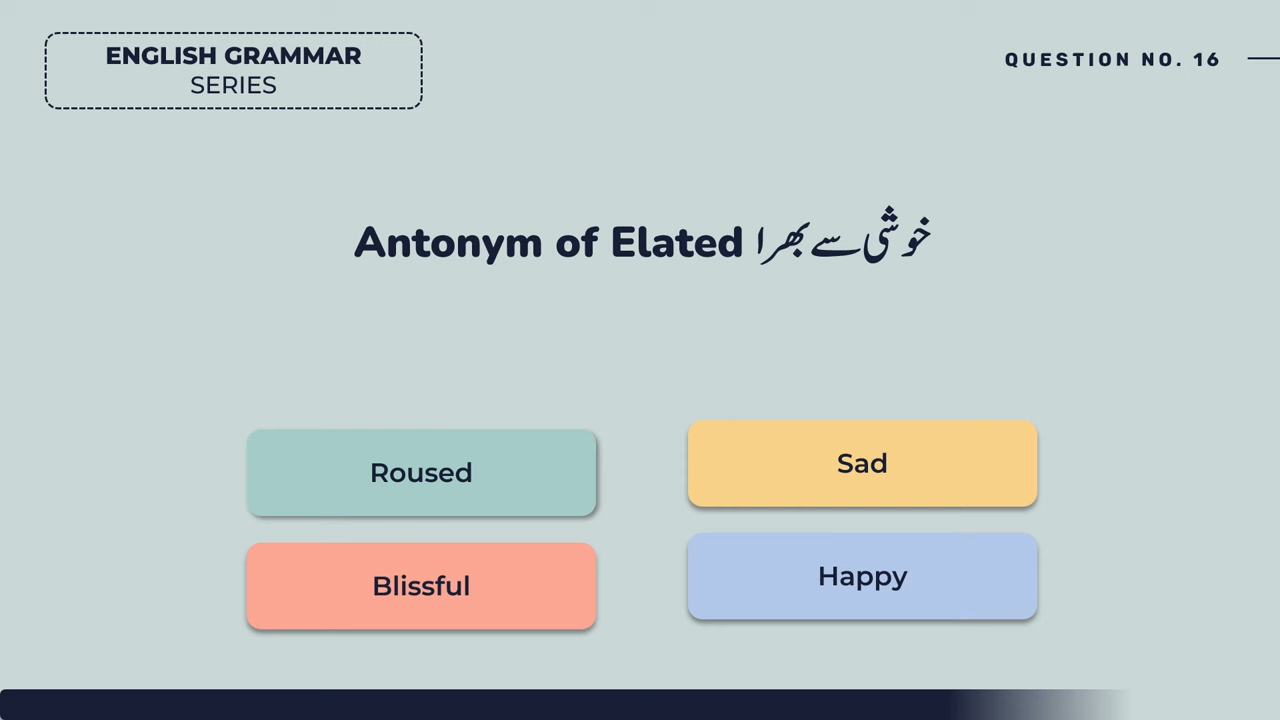 ENGLISH GRAMMAR
SERIES
QUESTION NO. 16
Antonym of Elated خوشی سے بھرا
Roused
Sad
Blissful
Happy